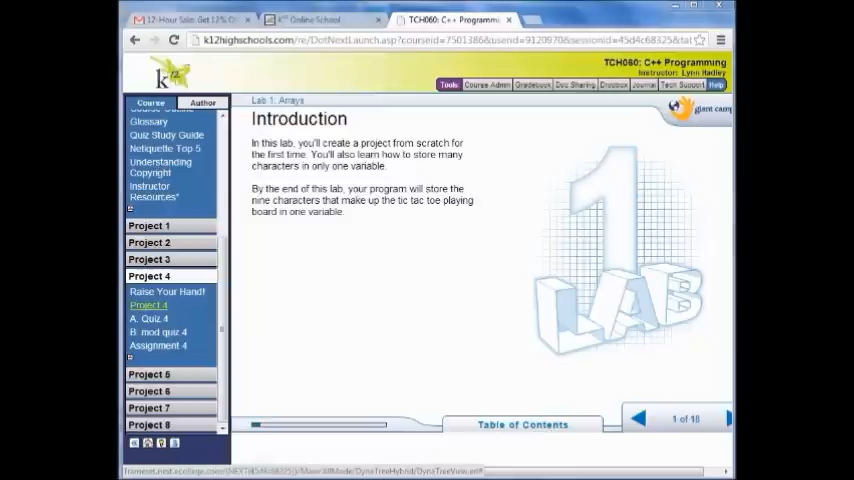 12-Hour Sale: Get 12% O
K12 Online School
TCH060: C++ Programm
k12highschools.com/re/DotNextLaunch.asp?courseid=7501386&userid=9120970&sessionid=45d4c68325&tat
k12
TCH060: C++ Programming
Instructor: Lynn Hadley
Tools Course Admin Gradebook Doc Sharing Dropbox Journal Tech Support Help
Course Author
Lab 1: Arrays
giant camp
Glossary
Quiz Study Guide
Netiquette Top 5
Understanding
Copyright
Instructor
Resources*
Project 1
Project 2
Project 3
Project 4
Raise Your Hand!
Project 4
A. Quiz 4
B: mod quiz 4
Assignment 4
Project 5
Project 6
Project 7
Project 8
Introduction
In this lab, you'll create a project from scratch for
the first time. You'll also learn how to store many
characters in only one variable.
By the end of this lab, your program will store the
nine characters that make up the tic tac toe playing
board in one variable.
1
LAB
Table of Contents
1 of 18